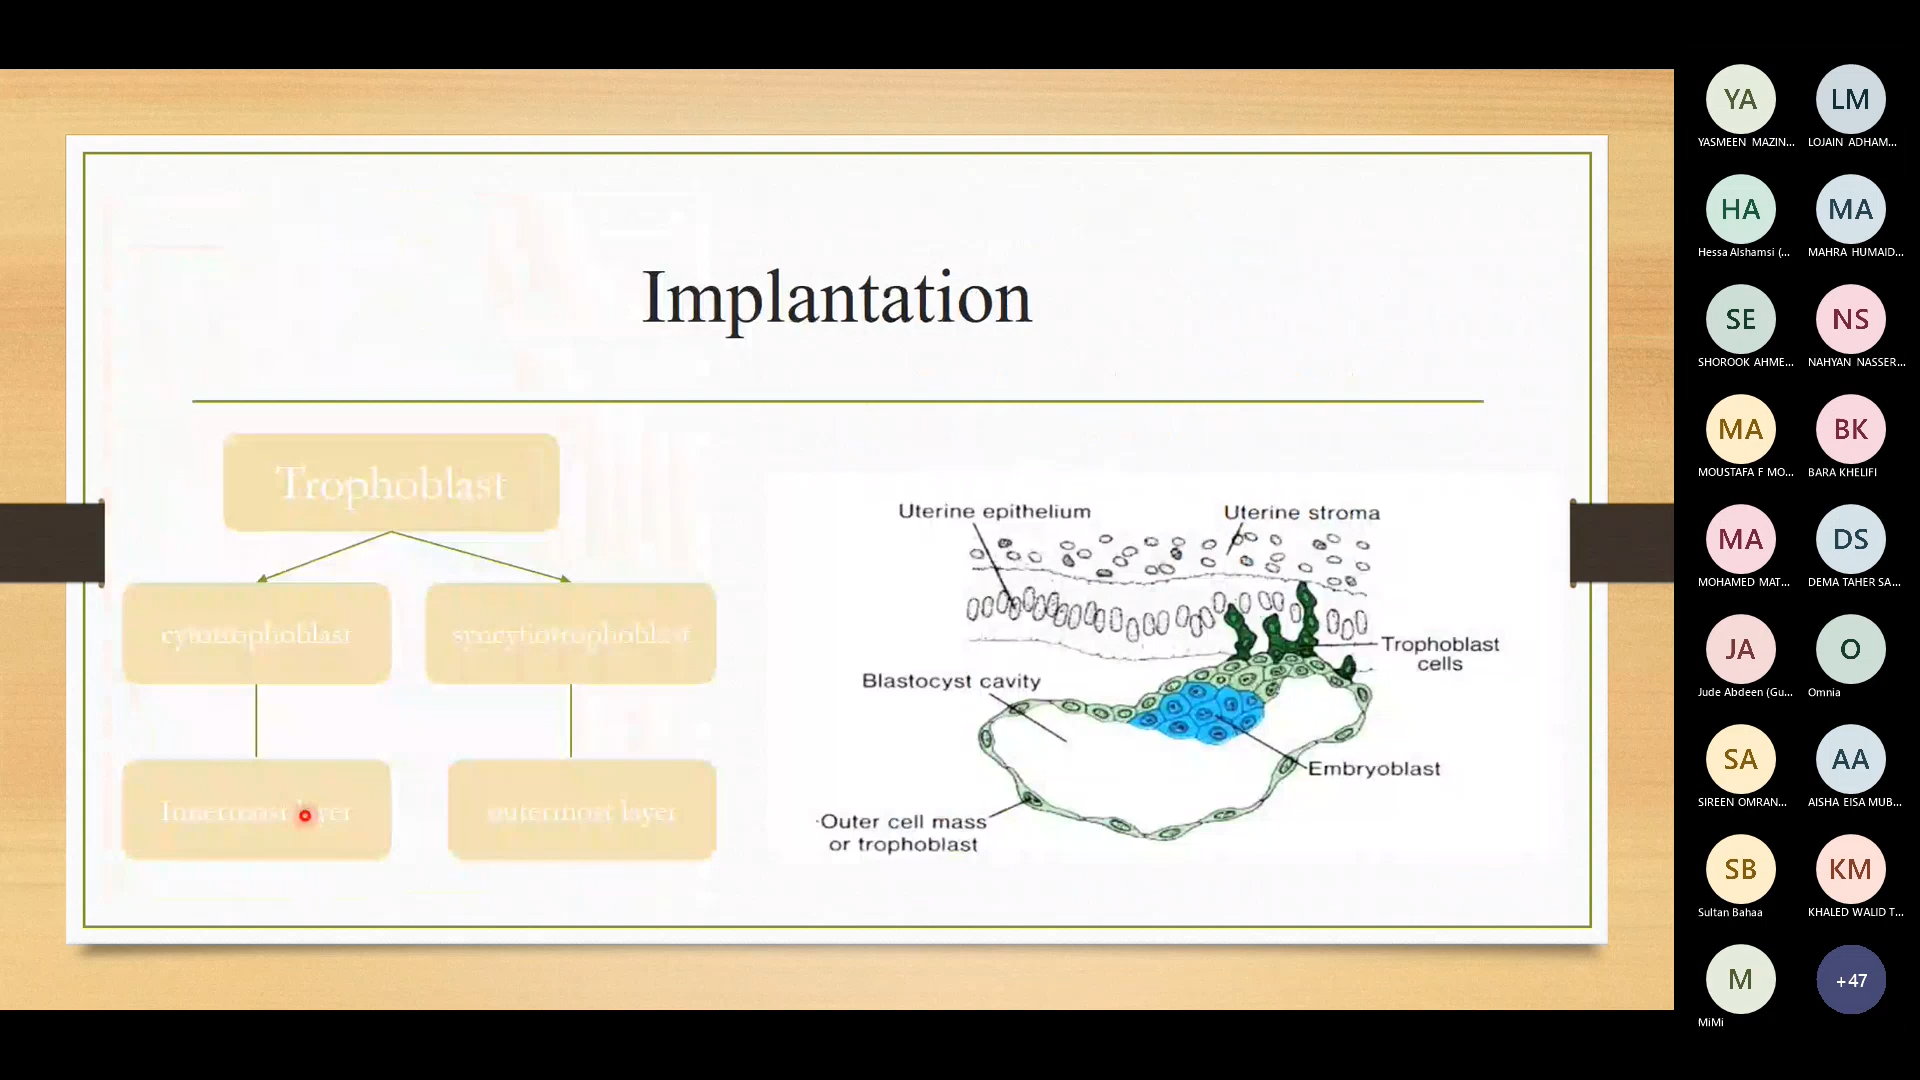 Implantation
Trophoblast
cytotrophoblast
syncytiotrophoblast
Innermost layer
outermost layer
Uterine epithelium
Uterine stroma
Trophoblast
cells
Blastocyst cavity
Embryoblast
Outer cell mass
or trophoblast
YA
YASMEEN MAZIN...
LM
LOJAIN ADHAM...
HA
Hessa Alshamsi (...
MA
MAHRA HUMAID...
SE
SHOROOK AHME...
NS
NAHYAN NASSER...
MA
MOUSTAFA F MO...
BK
BARA KHELIFI
MA
MOHAMED MAT...
DS
DEMA TAHER SA...
JA
Jude Abdeen (Gu...
O
Omnia
SA
SIREEN OMRAN...
AA
AISHA EISA MUB...
SB
Sultan Bahaa
KM
KHALED WALID T...
M
MiMi
+47